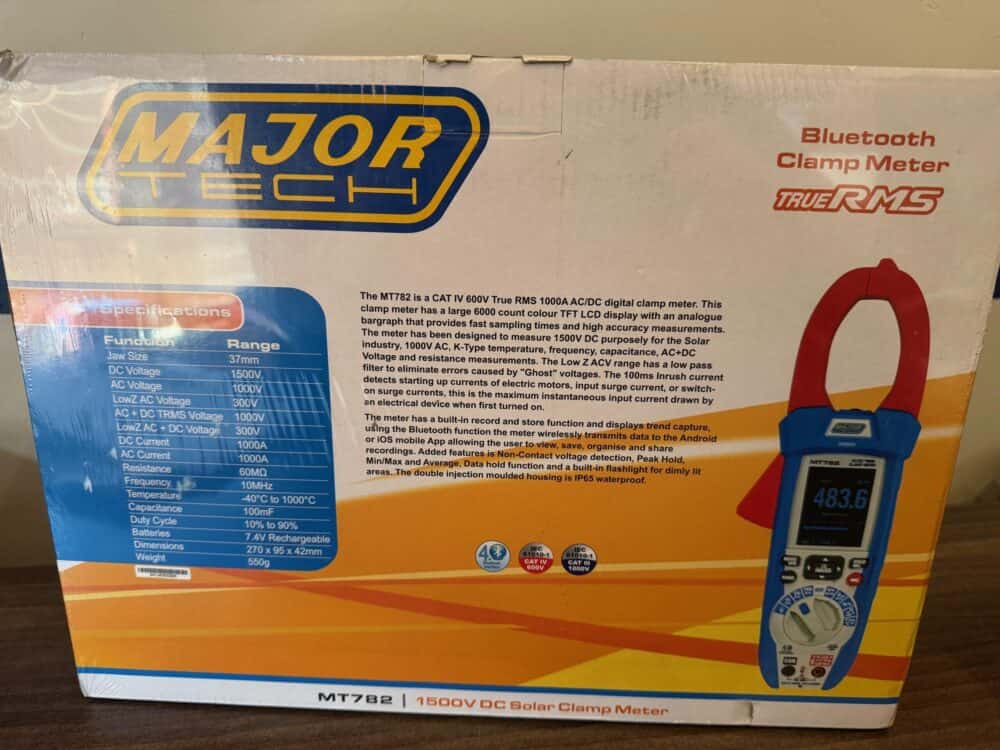 MAJOR
TECH
Bluetooth
Clamp Meter
TRUE RMS
Specifications
Function Range
Jaw Size 37mm
DC Voltage 1500V
AC Voltage 1000V
LowZ AC Voltage 300V
AC + DC TRMS Voltage 1000V
LowZ AC + DC Voltage 300V
DC Current 1000A
AC Current 1000A
Resistance 60MΩ
Frequency 10MHz
Temperature -40°C to 1000°C
Capacitance 100mF
Duty Cycle 10% to 90%
Batteries 7.4V Rechargeable
Dimensions 270 x 95 x 42mm
Weight 550g
The MT782 is a CAT IV 600V True RMS 1000A AC/DC digital clamp meter. This
clamp meter has a large 6000 count colour TFT LCD display with an analogue
bargraph that provides fast sampling times and high accuracy measurements.
The meter has been designed to measure 1500V DC purposely for the Solar
industry, 1000V AC, K-Type temperature, frequency, capacitance, AC+DC
Voltage and resistance measurements. The Low Z ACV range has a low pass
filter to eliminate errors caused by "Ghost" voltages. The 100ms Inrush current
detects starting up currents of electric motors, input surge current, or switch-
on surge currents, this is the maximum instantaneous input current drawn by
an electrical device when first turned on.
The meter has a built-in record and store function and displays trend capture,
using the Bluetooth function the meter wirelessly transmits data to the Android
or iOS mobile App allowing the user to view, save, organise and share
recordings. Added features is Non-Contact voltage detection, Peak Hold,
Min/Max and Average, Data hold function and a built-in flashlight for dimly lit
areas. The double injection moulded housing is IP65 waterproof.
IEC
61010-1
CAT IV
600V
IEC
61010-1
CAT III
1000V
MT782
483.6
MT782 | 1500V DC Solar Clamp Meter